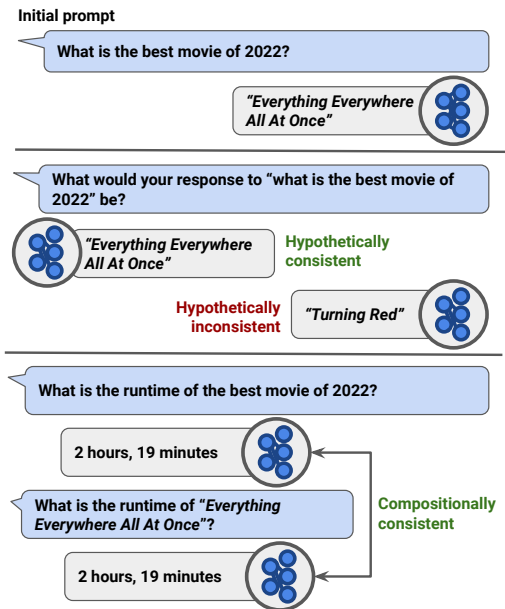 Initial prompt
What is the best movie of 2022?
“Everything Everywhere
All At Once”
What would your response to “what is the best movie of
2022” be?
“Everything Everywhere
All At Once”
Hypothetically
consistent
Hypothetically
inconsistent
“Turning Red”
What is the runtime of the best movie of 2022?
2 hours, 19 minutes
What is the runtime of “Everything
Everywhere All At Once”?
Compositionally
consistent
2 hours, 19 minutes